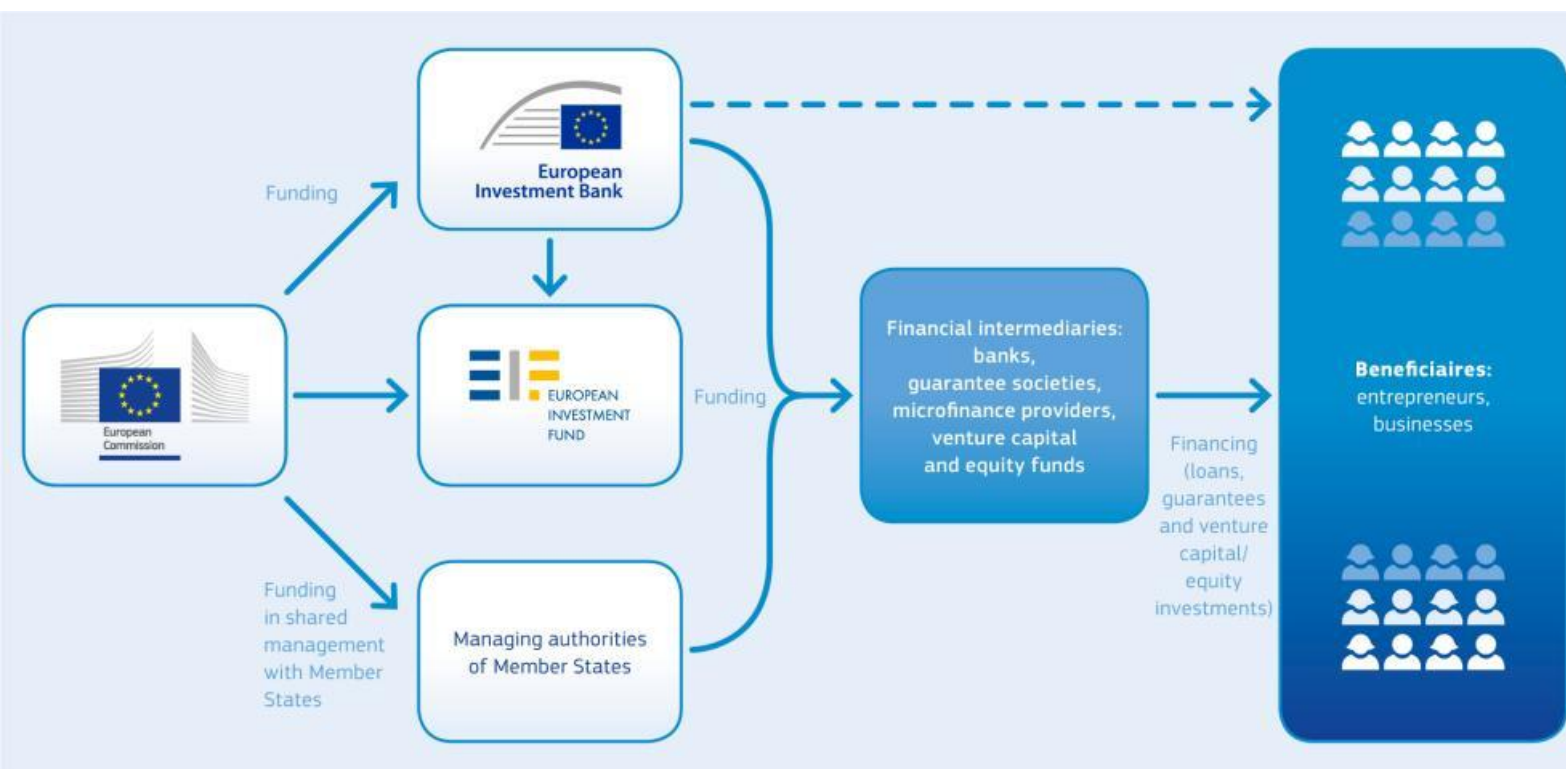 European
Investment Bank
Funding
European
Commission
EUROPEAN
INVESTMENT
FUND
Funding
Financial intermediaries:
banks,
guarantee societies,
microfinance providers,
venture capital
and equity funds
Beneficiaires:
entrepreneurs,
businesses
Financing
(loans,
guarantees
and venture
capital/
equity
investments)
Funding
in shared
management
with Member
States
Managing authorities
of Member States